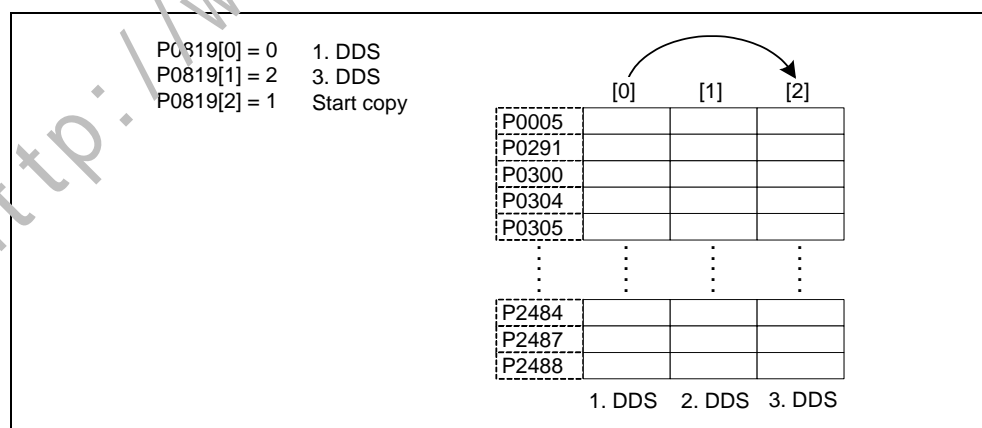 P0819[0] = 0 1. DDS
P0819[1] = 2 3. DDS
P0819[2] = 1 Start copy
[0] [1] [2]
P0005
P0291
P0300
P0304
P0305
P2484
P2487
P2488
1. DDS 2. DDS 3. DDS
ttp://w